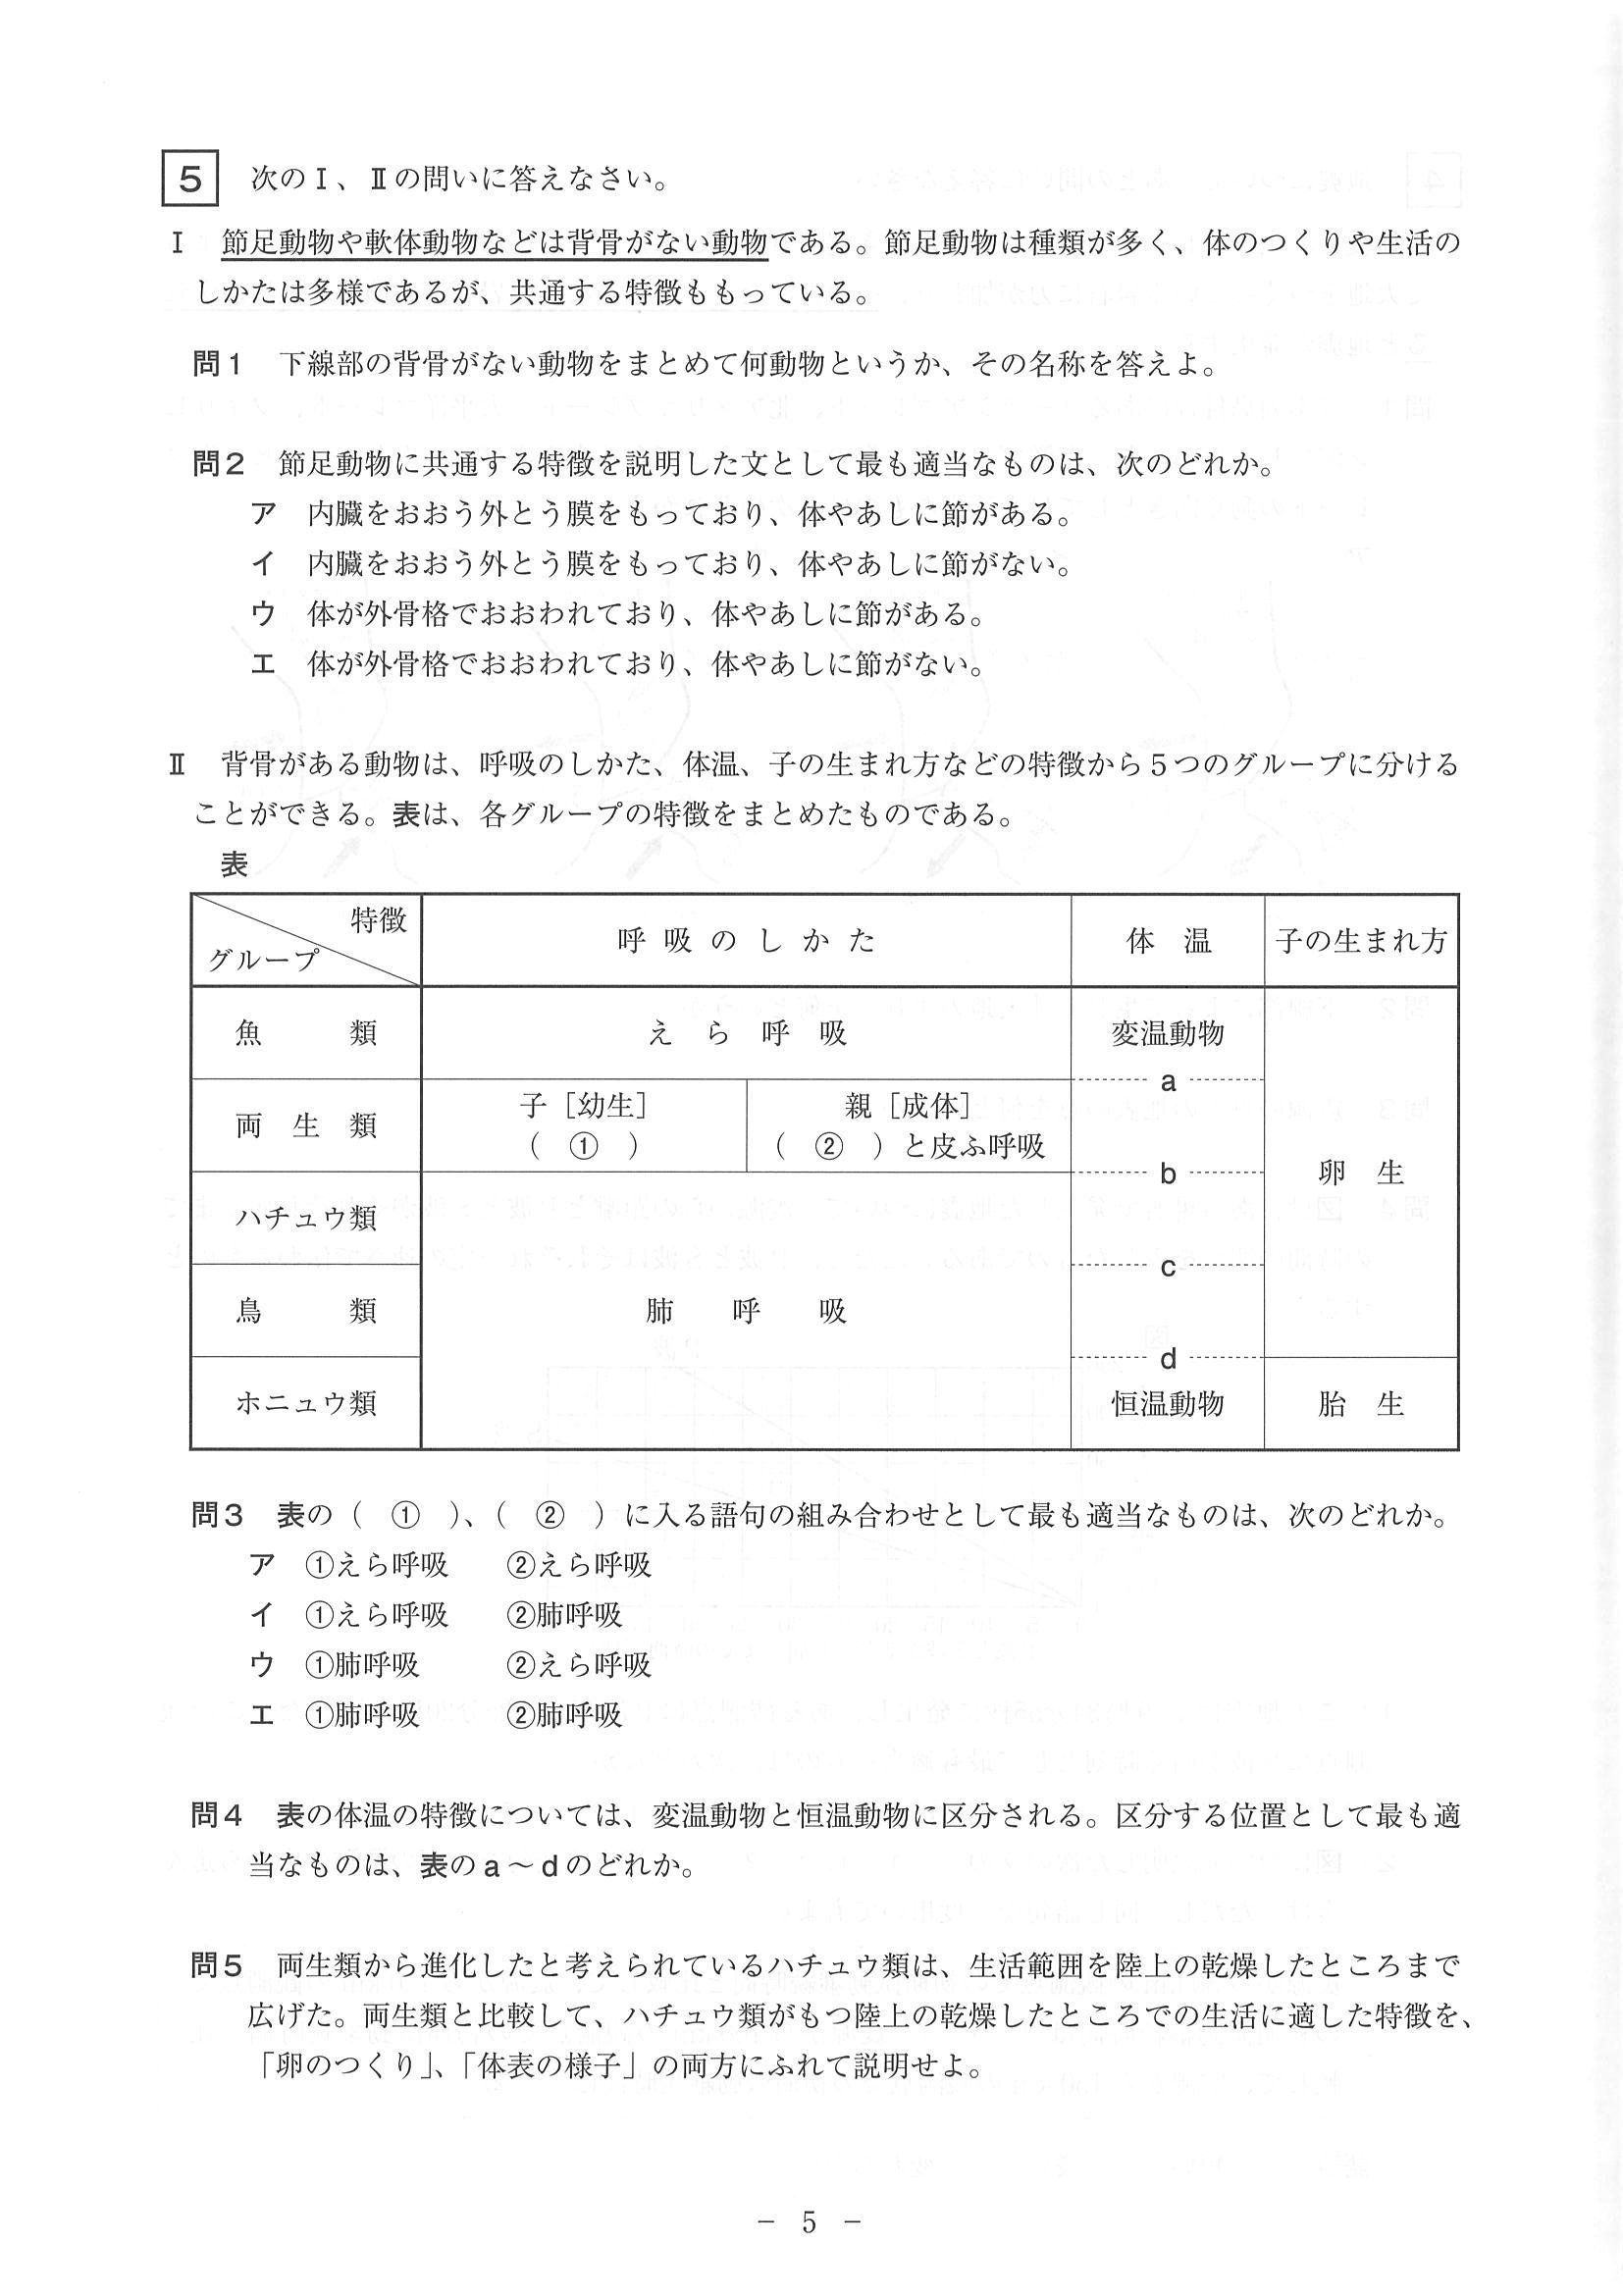 5 次のⅠ、Ⅱの問いに答えなさい。
Ⅰ 節足動物や軟体動物などは背骨がない動物である。節足動物は種類が多く、体のつくりや生活の
しかたは多様であるが、共通する特徴ももっている。
問1 下線部の背骨がない動物をまとめて何動物というか、その名称を答えよ。
問2 節足動物に共通する特徴を説明した文として最も適当なものは、次のどれか。
ア 内臓をおおう外とう膜をもっており、体やあしに節がある。
イ 内臓をおおう外とう膜をもっており、体やあしに節がない。
ウ 体が外骨格でおおわれており、体やあしに節がある。
エ 体が外骨格でおおわれており、体やあしに節がない。
Ⅱ 背骨がある動物は、呼吸のしかた、体温、子の生まれ方などの特徴から5つのグループに分ける
ことができる。表は、各グループの特徴をまとめたものである。
表
特徴
グループ
呼吸のしかた 体温 子の生まれ方
魚類 えら呼吸 変温動物
a
両生類
子［幼生］ 親［成体］
（ ① ） （ ② ）と皮ふ呼吸
b 卵生
ハチュウ類
c
鳥類 肺呼吸
d
ホニュウ類 恒温動物 胎生
問3 表の（ ① ）、（ ② ）に入る語句の組み合わせとして最も適当なものは、次のどれか。
ア ①えら呼吸 ②えら呼吸
イ ①えら呼吸 ②肺呼吸
ウ ①肺呼吸 ②えら呼吸
エ ①肺呼吸 ②肺呼吸
問4 表の体温の特徴については、変温動物と恒温動物に区分される。区分する位置として最も適
当なものは、表のa～dのどれか。
問5 両生類から進化したと考えられているハチュウ類は、生活範囲を陸上の乾燥したところまで
広げた。両生類と比較して、ハチュウ類がもつ陸上の乾燥したところでの生活に適した特徴を、
「卵のつくり」、「体表の様子」の両方にふれて説明せよ。
－ 5 －